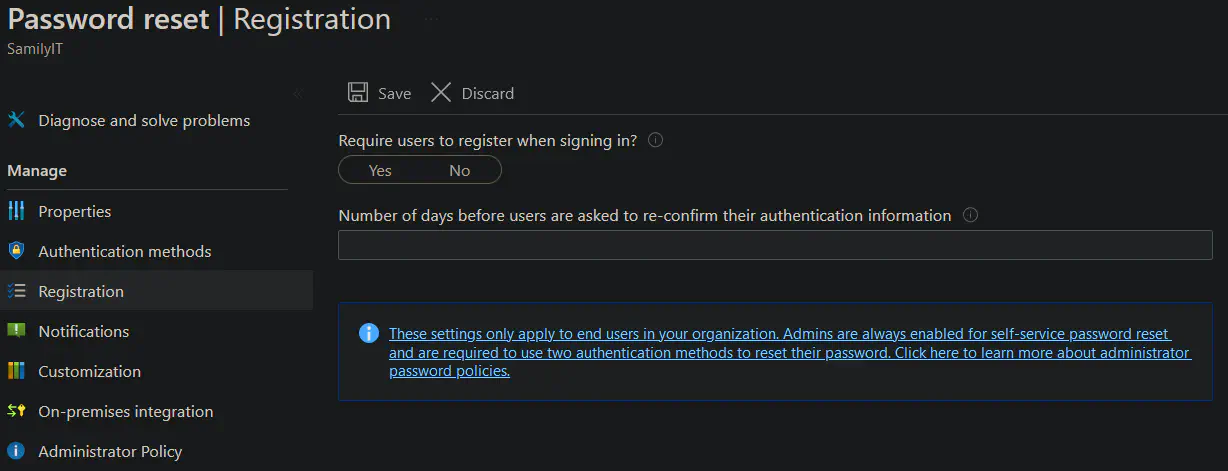 Password reset | Registration
SamilyIT
Diagnose and solve problems
Manage
Properties
Authentication methods
Registration
Notifications
Customization
On-premises integration
Administrator Policy
Save Discard
Require users to register when signing in?
Yes No
Number of days before users are asked to re-confirm their authentication information
These settings only apply to end users in your organization. Admins are always enabled for self-service password reset
and are required to use two authentication methods to reset their password. Click here to learn more about administrator
password policies.